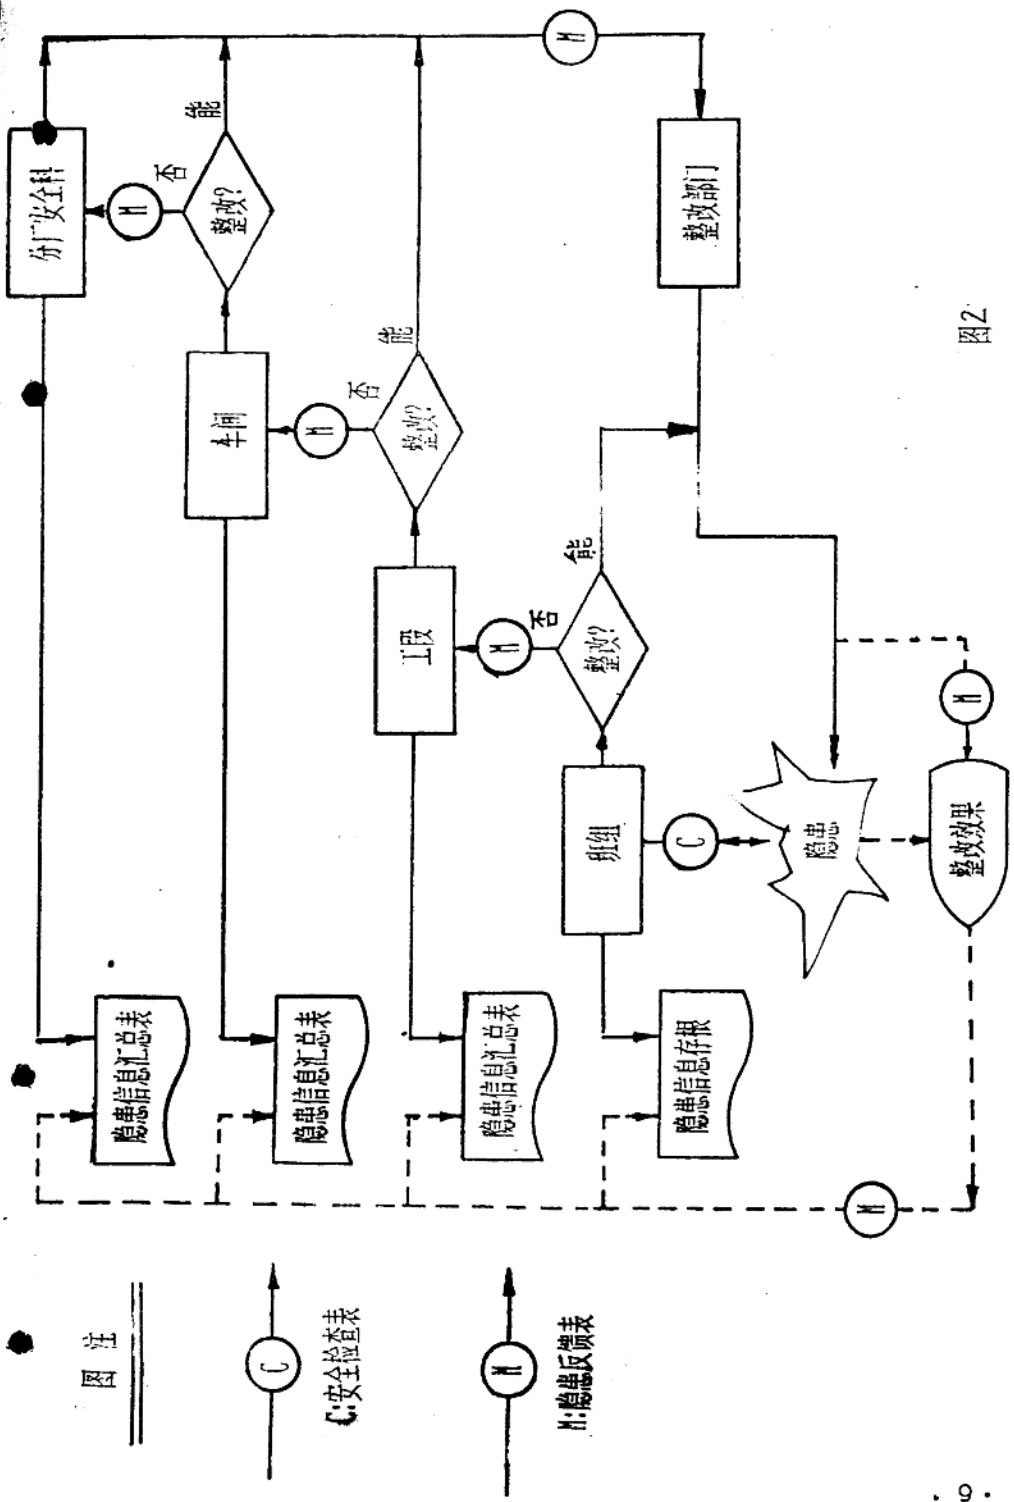 分厂安全科
M
否
整改?
能
M
车间
M
否
整改?
能
整改部门
工段
M
否
整改?
能
班组
C
隐患
M
整改效果
隐患信息汇总表
隐患信息汇总表
隐患信息汇总表
隐患信息存根
M
图注
C
C:安全检查表
M
M:隐患反馈表
图2
· 9 ·